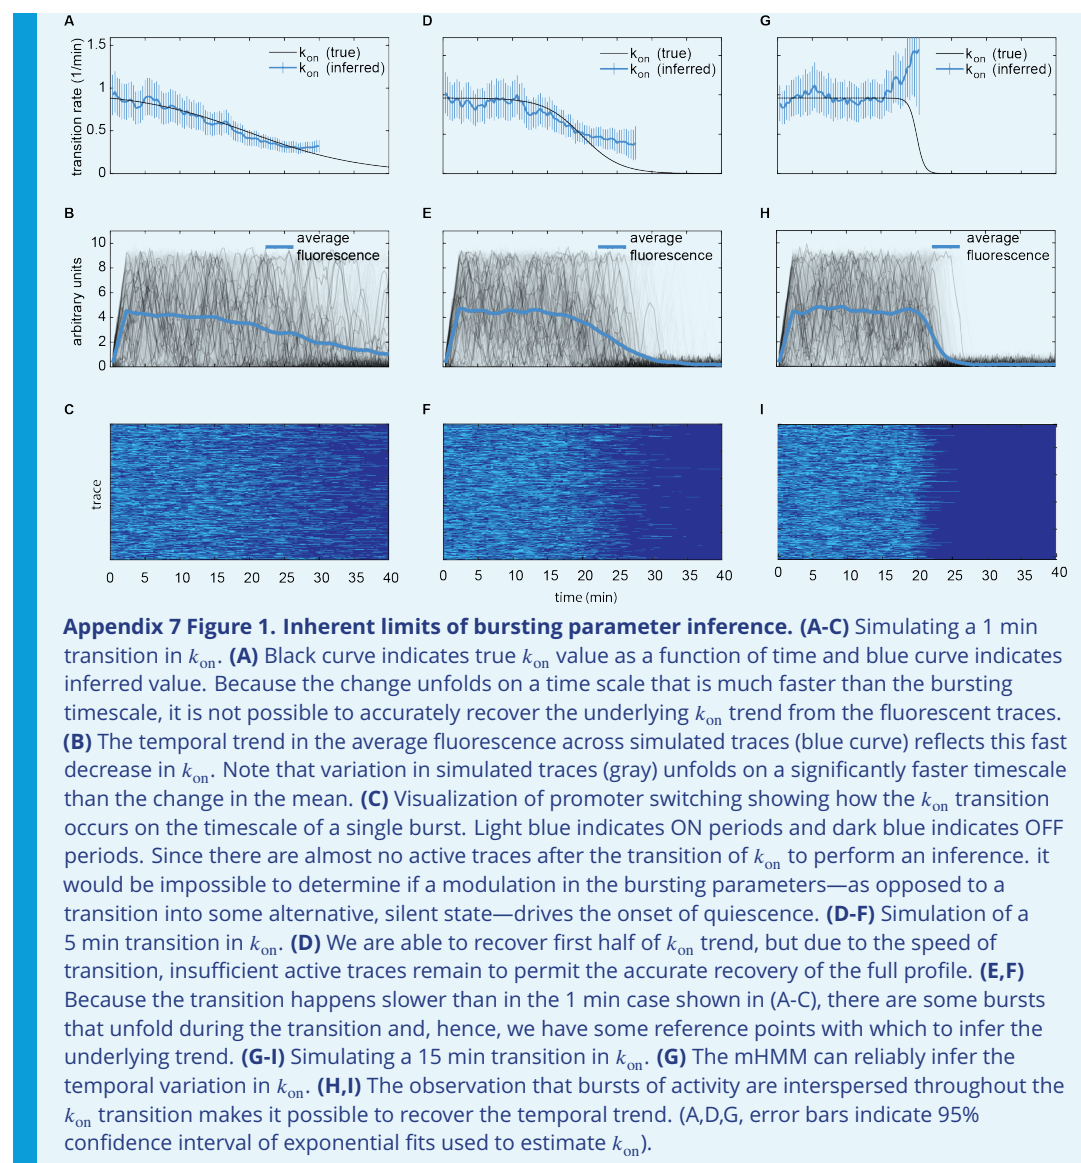 A
D
G
1.5
1
0.5
0
transition rate (1/min)
kon (true)
kon (inferred)
kon (true)
kon (inferred)
kon (true)
kon (inferred)
B
E
H
10
8
6
4
2
0
arbitrary units
average
fluorescence
average
fluorescence
average
fluorescence
C
F
I
trace
0 5 10 15 20 25 30 35 40
0 5 10 15 20 25 30 35 40
0 5 10 15 20 25 30 35 40
time (min)
Appendix 7 Figure 1. Inherent limits of bursting parameter inference. (A-C) Simulating a 1 min
transition in kon. (A) Black curve indicates true kon value as a function of time and blue curve indicates
inferred value. Because the change unfolds on a time scale that is much faster than the bursting
timescale, it is not possible to accurately recover the underlying kon trend from the fluorescent traces.
(B) The temporal trend in the average fluorescence across simulated traces (blue curve) reflects this fast
decrease in kon. Note that variation in simulated traces (gray) unfolds on a significantly faster timescale
than the change in the mean. (C) Visualization of promoter switching showing how the kon transition
occurs on the timescale of a single burst. Light blue indicates ON periods and dark blue indicates OFF
periods. Since there are almost no active traces after the transition of kon to perform an inference. it
would be impossible to determine if a modulation in the bursting parameters—as opposed to a
transition into some alternative, silent state—drives the onset of quiescence. (D-F) Simulation of a
5 min transition in kon. (D) We are able to recover first half of kon trend, but due to the speed of
transition, insufficient active traces remain to permit the accurate recovery of the full profile. (E,F)
Because the transition happens slower than in the 1 min case shown in (A-C), there are some bursts
that unfold during the transition and, hence, we have some reference points with which to infer the
underlying trend. (G-I) Simulating a 15 min transition in kon. (G) The mHMM can reliably infer the
temporal variation in kon. (H,I) The observation that bursts of activity are interspersed throughout the
kon transition makes it possible to recover the temporal trend. (A,D,G, error bars indicate 95%
confidence interval of exponential fits used to estimate kon).